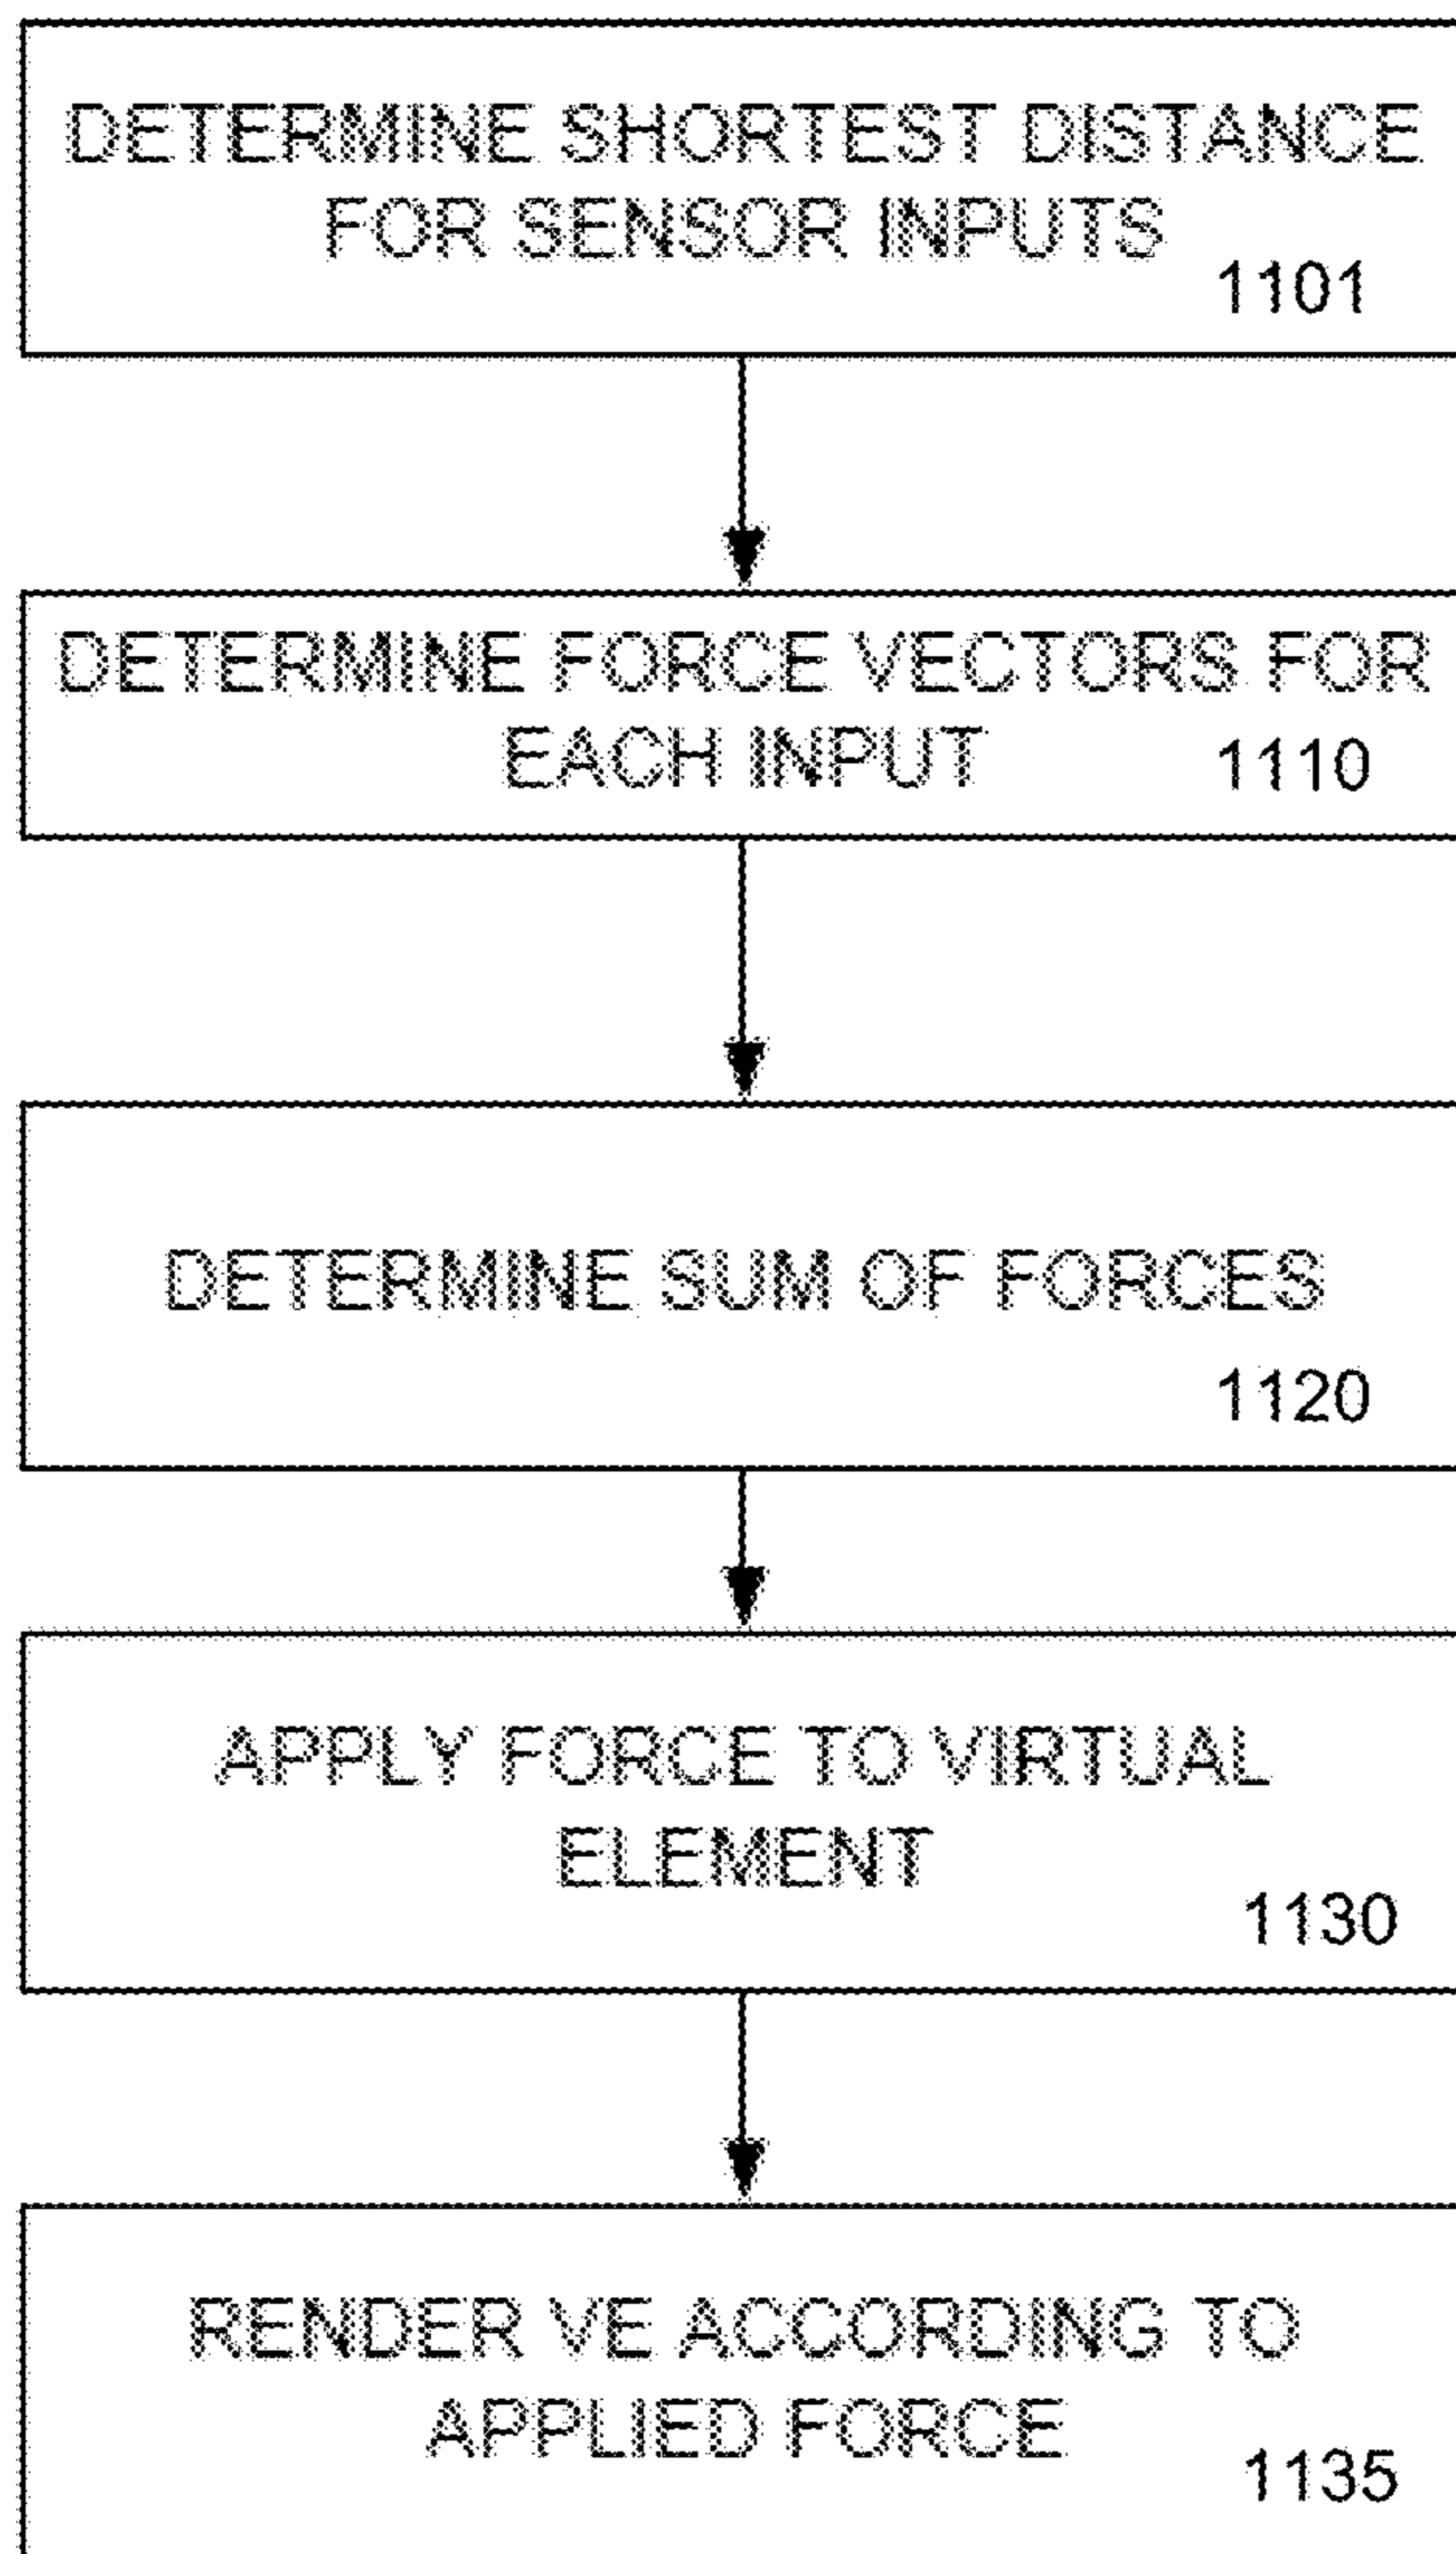 DETERMINE SHORTEST DISTANCE
FOR SENSOR INPUTS
1101
DETERMINE FORCE VECTORS FOR
EACH INPUT
1110
DETERMINE SUM OF FORCES
1120
APPLY FORCE TO VIRTUAL
ELEMENT
1130
RENDER VE ACCORDING TO
APPLIED FORCE
1135